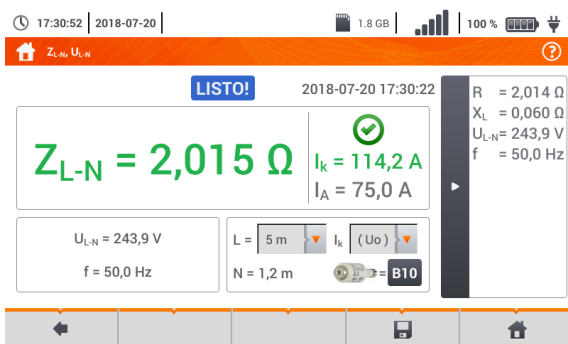 17:30:52 2018-07-20 1.8 GB 100 %
ZL-N, UL-N ?
LISTO! 2018-07-20 17:30:22
ZL-N = 2,015 Ω
Ik = 114,2 A
IA = 75,0 A
UL-N = 243,9 V
f = 50,0 Hz
L = 5 m Ik (Uo)
N = 1,2 m = B10
R = 2,014 Ω
XL = 0,060 Ω
UL-N= 243,9 V
f = 50,0 Hz